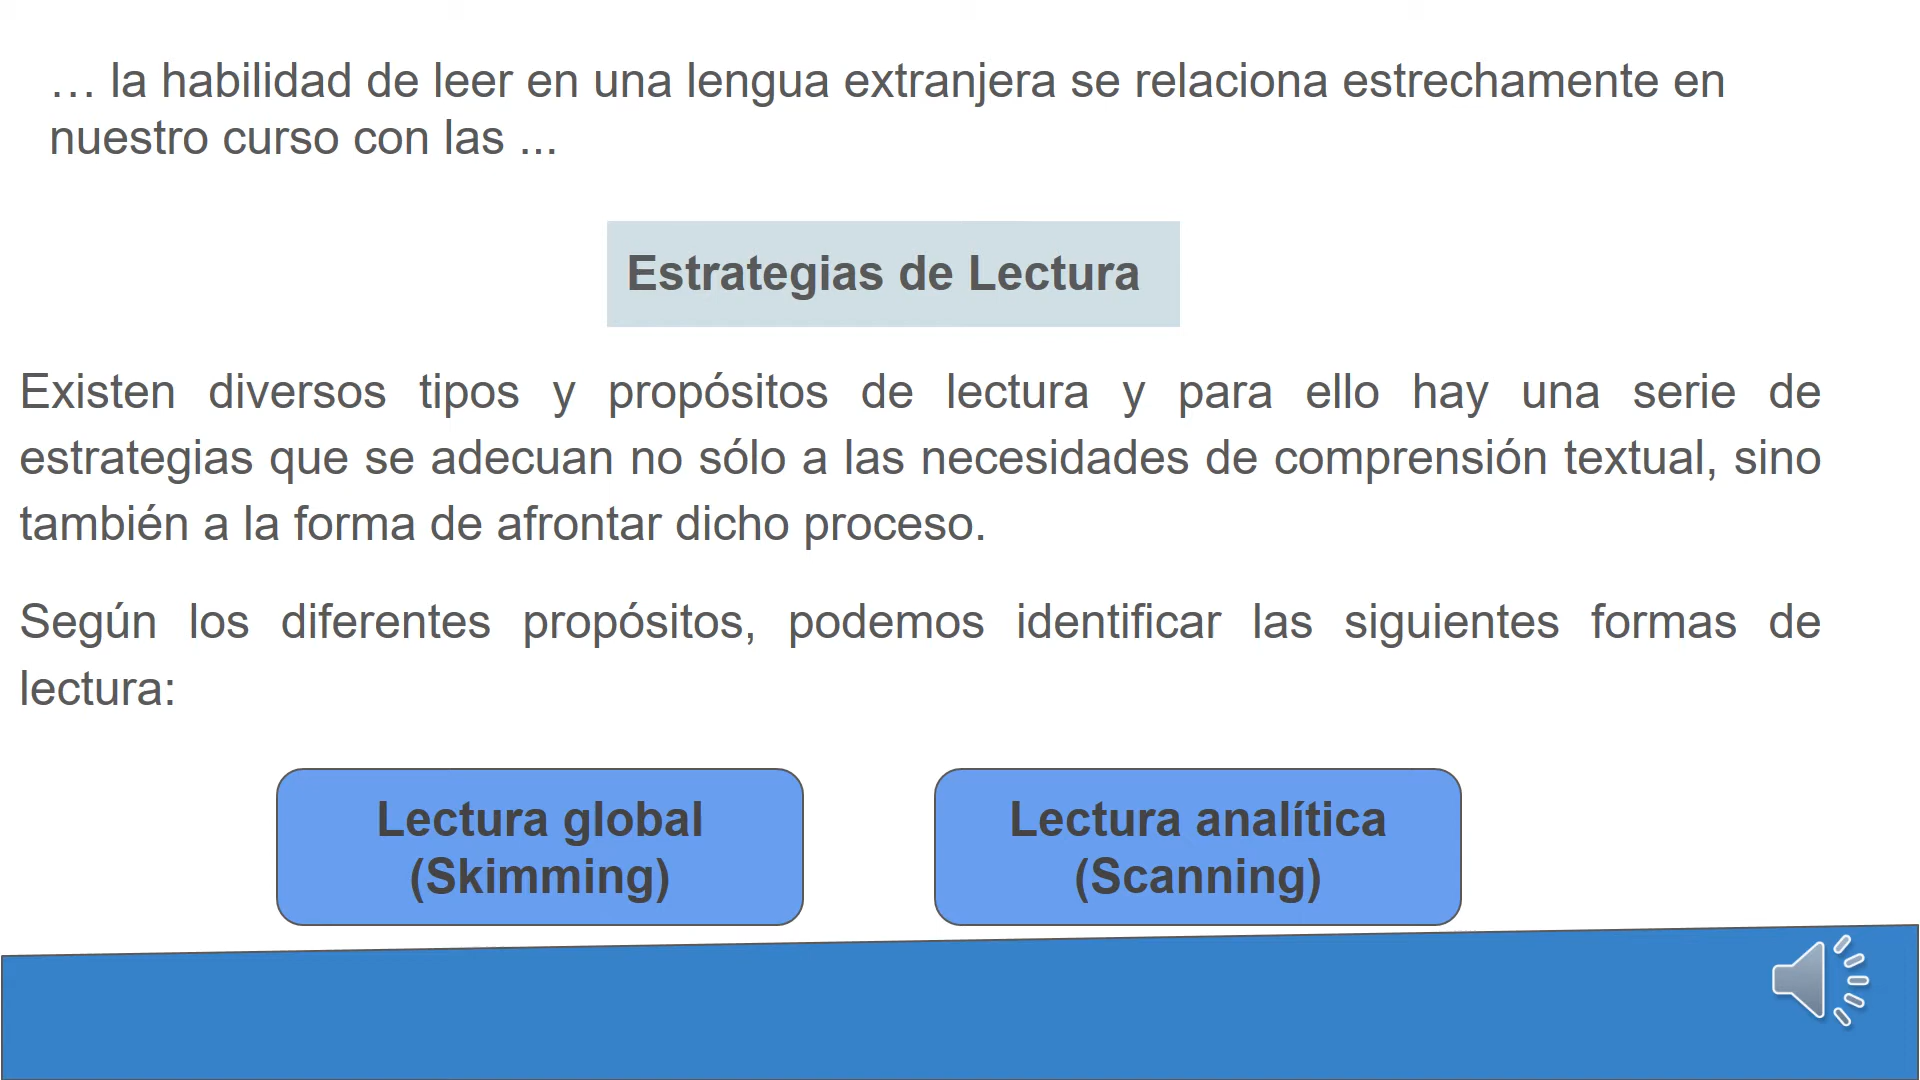 … la habilidad de leer en una lengua extranjera se relaciona estrechamente en
nuestro curso con las ...
Estrategias de Lectura
Existen diversos tipos y propósitos de lectura y para ello hay una serie de
estrategias que se adecuan no sólo a las necesidades de comprensión textual, sino
también a la forma de afrontar dicho proceso.
Según los diferentes propósitos, podemos identificar las siguientes formas de
lectura:
Lectura global
(Skimming)
Lectura analítica
(Scanning)